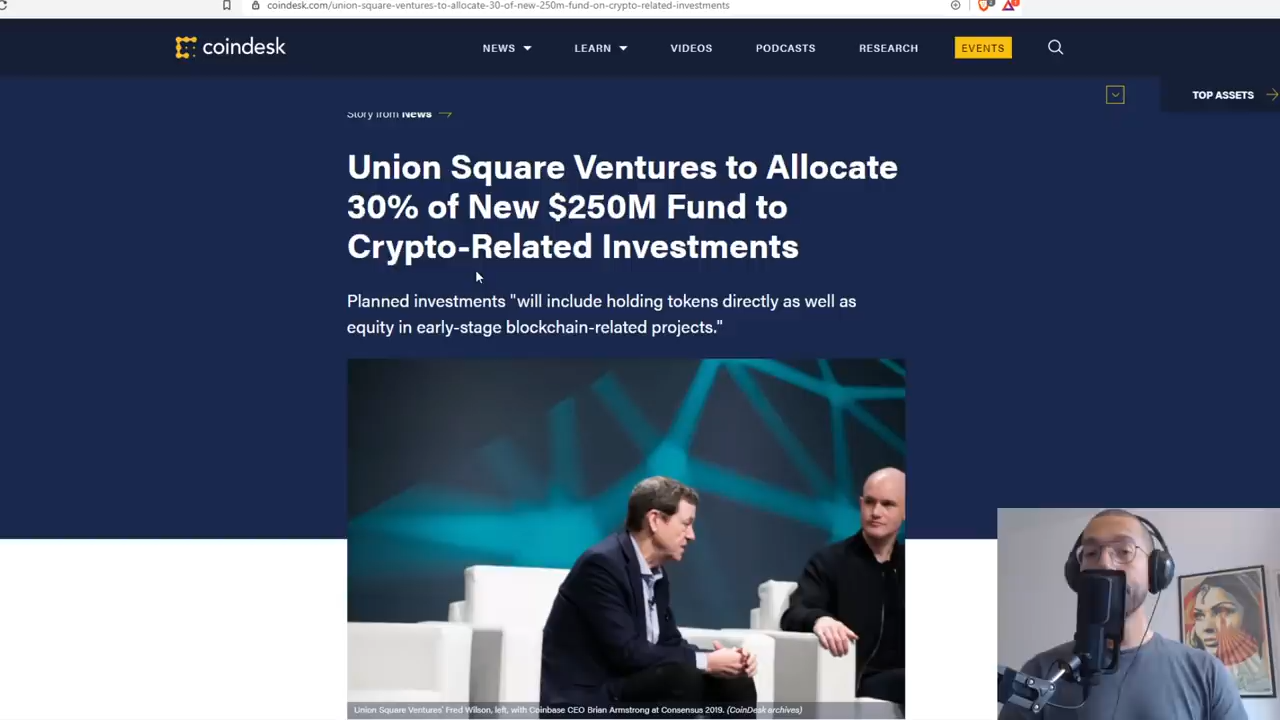 coindesk.com/union-square-ventures-to-allocate-30-of-new-250m-fund-on-crypto-related-investments
coindesk
NEWS
LEARN
VIDEOS
PODCASTS
RESEARCH
EVENTS
TOP ASSETS
Story from News
Union Square Ventures to Allocate
30% of New $250M Fund to
Crypto-Related Investments
Planned investments "will include holding tokens directly as well as
equity in early-stage blockchain-related projects."
Union Square Ventures' Fred Wilson, left, with Coinbase CEO Brian Armstrong at Consensus 2019. (CoinDesk archives)